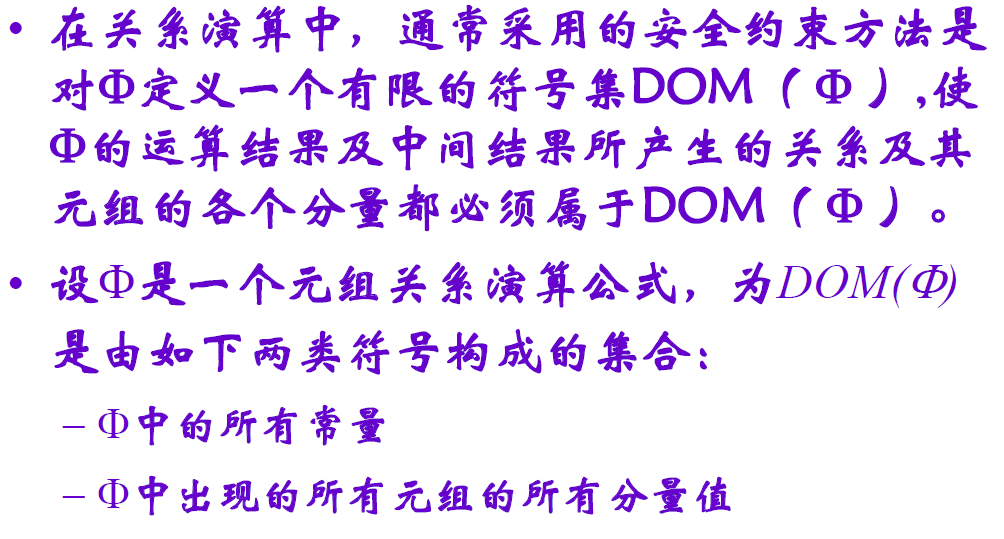 • 在关系演算中，通常采用的安全约束方法是
对Φ定义一个有限的符号集DOM（Φ）,使
Φ的运算结果及中间结果所产生的关系及其
元组的各个分量都必须属于DOM（Φ）。
• 设Φ是一个元组关系演算公式，为DOM(Φ)
是由如下两类符号构成的集合：
– Φ中的所有常量
– Φ中出现的所有元组的所有分量值